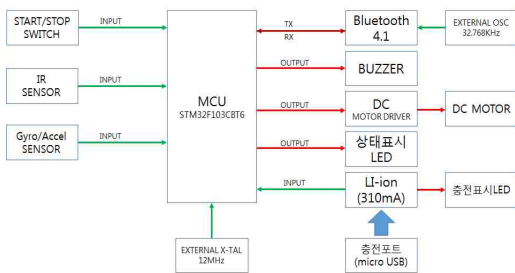 START/STOP
SWITCH
INPUT
IR
SENSOR
INPUT
Gyro/Accel
SENSOR
INPUT
MCU
STM32F103CBT6
EXTERNAL X-TAL
12MHz
TX
RX
Bluetooth
4.1
EXTERNAL OSC
32.768KHz
OUTPUT
BUZZER
OUTPUT
DC
MOTOR DRIVER
DC MOTOR
OUTPUT
상태표시
LED
INPUT
LI-ion
(310mA)
충전표시LED
충전포트
(micro USB)